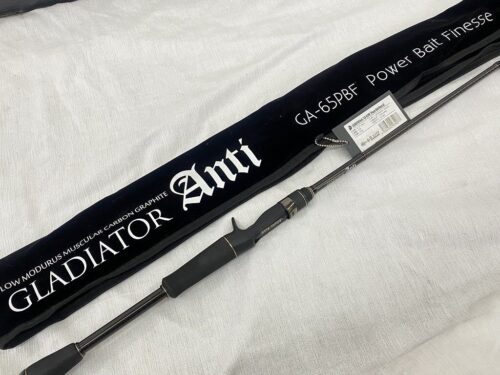 LOW MODURUS MUSCULAR CARBON GRAPHITE
GLADIATOR Anti
GA-65PBF Power Bait Finesse